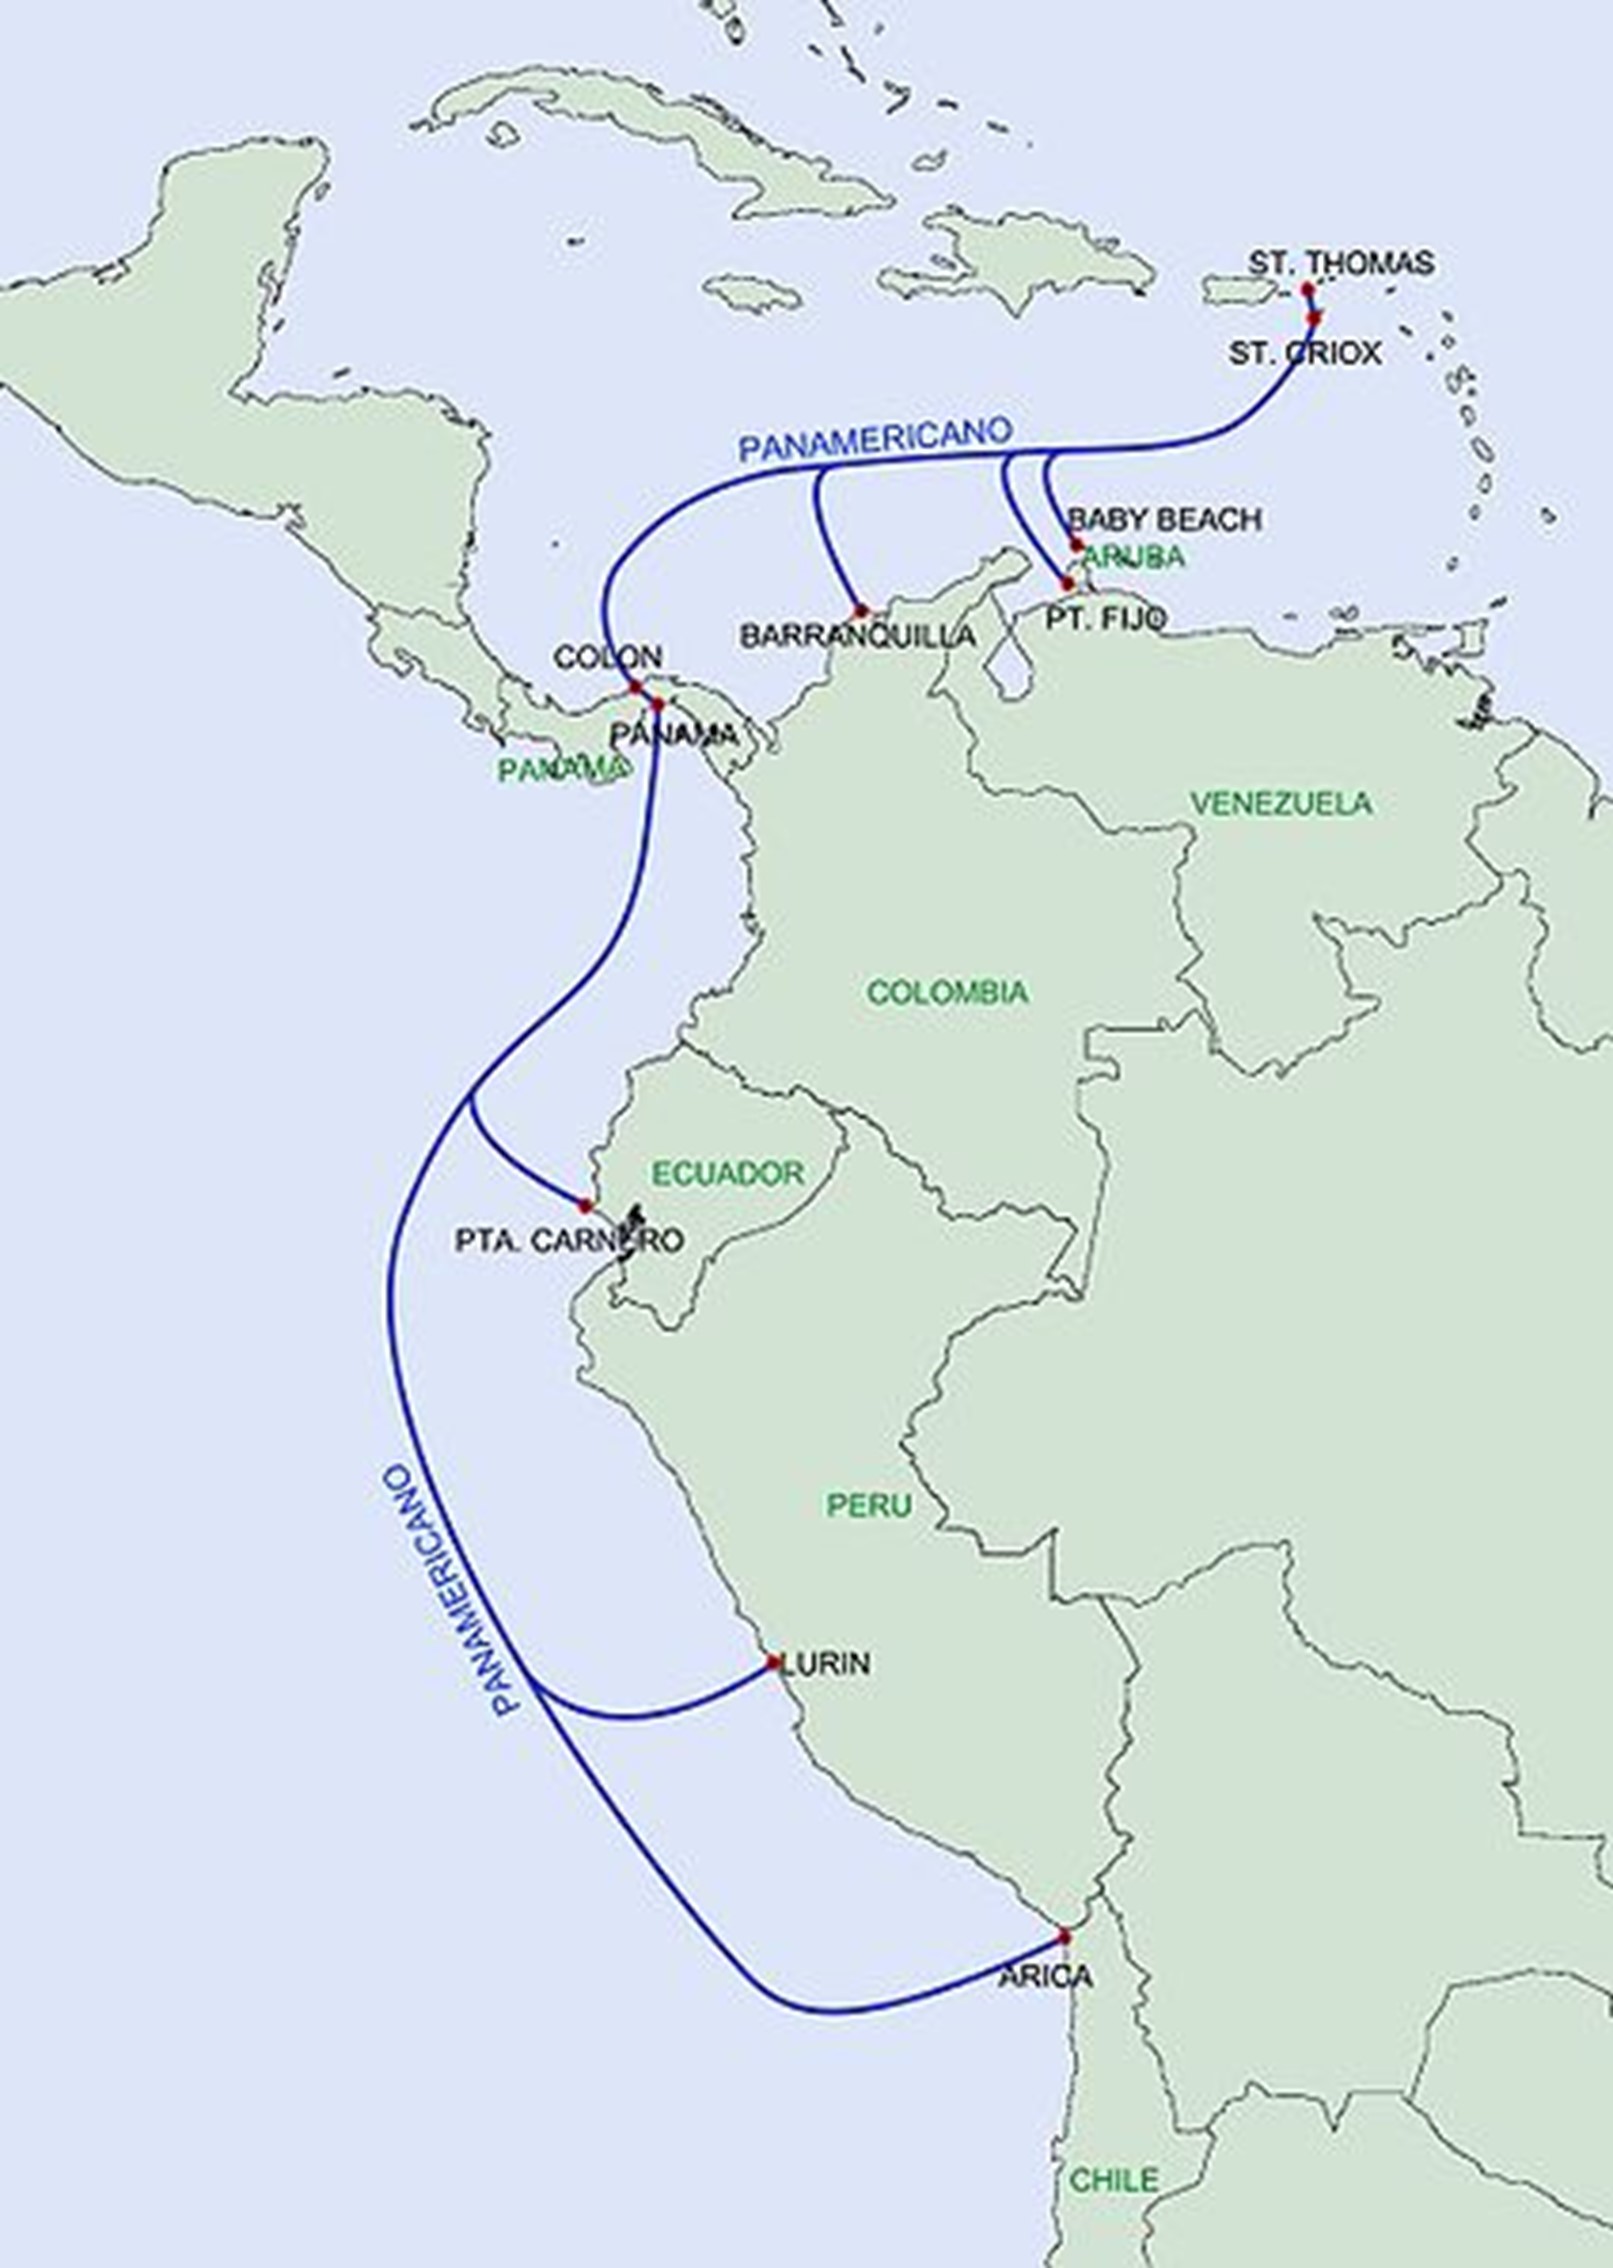 ST. THOMAS
ST. CRIOX
PANAMERICANO
BABY BEACH
ARUBA
PT. FIJO
BARRANQUILLA
COLON
PANAMA
PANAMA
VENEZUELA
COLOMBIA
ECUADOR
PTA. CARNERO
PANAMERICANO
PERU
LURIN
ARICA
CHILE